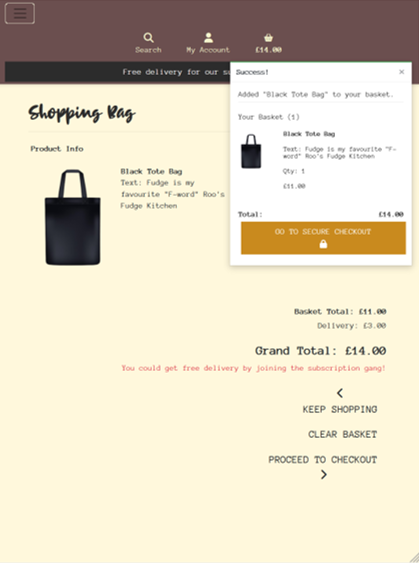 Search
My Account
£14.00
Free delivery for our su
Success!
×
Added "Black Tote Bag" to your basket.
Your Basket (1)
Black Tote Bag
Text: Fudge is my favourite "F-
word" Roo's Fudge Kitchen
Qty: 1
£11.00
Total: £14.00
GO TO SECURE CHECKOUT
Shopping Bag
Product Info
Black Tote Bag
Text: Fudge is my
favourite "F-word" Roo's
Fudge Kitchen
Basket Total: £11.00
Delivery: £3.00
Grand Total: £14.00
You could get free delivery by joining the subscription gang!
KEEP SHOPPING
CLEAR BASKET
PROCEED TO CHECKOUT